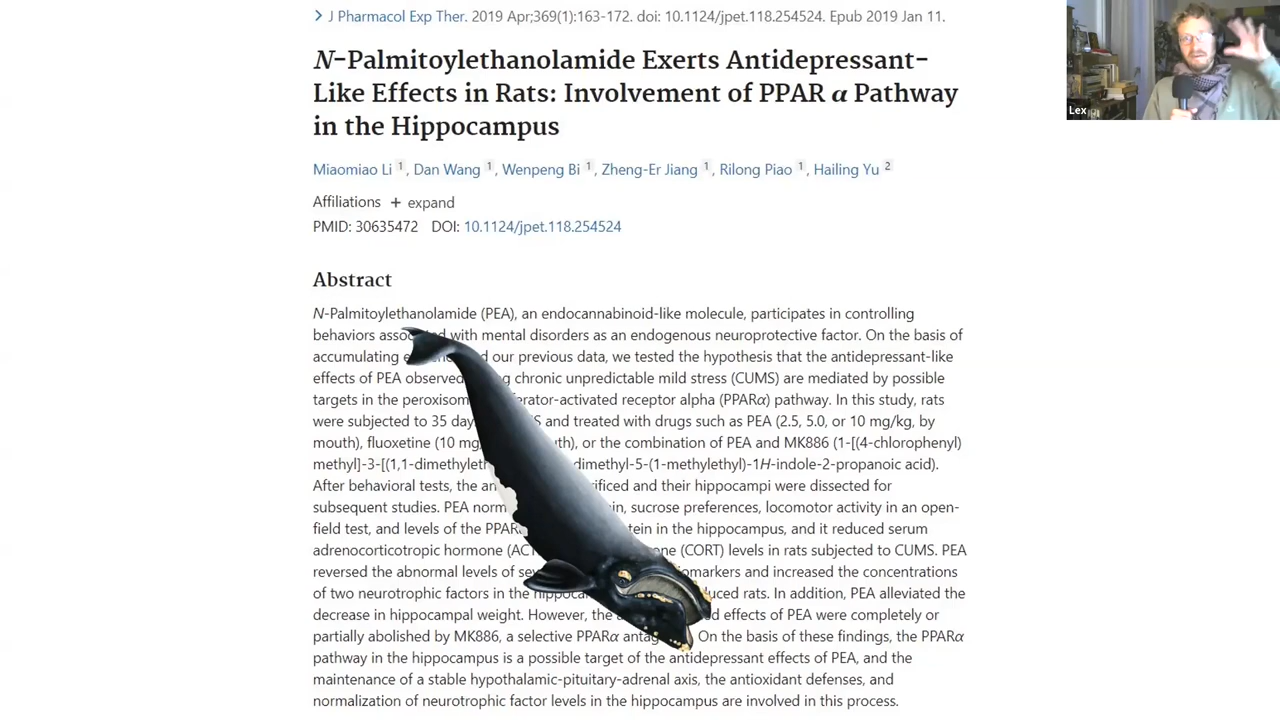 J Pharmacol Exp Ther. 2019 Apr;369(1):163-172. doi: 10.1124/jpet.118.254524. Epub 2019 Jan 11.
N-Palmitoylethanolamide Exerts Antidepressant-
Like Effects in Rats: Involvement of PPAR α Pathway
in the Hippocampus
Miaomiao Li 1, Dan Wang 1, Wenpeng Bi 1, Zheng-Er Jiang 1, Rilong Piao 1, Hailing Yu 2
Affiliations + expand
PMID: 30635472 DOI: 10.1124/jpet.118.254524
Abstract
N-Palmitoylethanolamide (PEA), an endocannabinoid-like molecule, participates in controlling
behaviors with mental disorders as an endogenous neuroprotective factor. On the basis of
accumulating our previous data, we tested the hypothesis that the antidepressant-like
effects of PEA observed chronic unpredictable mild stress (CUMS) are mediated by possible
targets in the receptor alpha (PPARα) pathway. In this study, rats
were subjected to 35 and treated with drugs such as PEA (2.5, 5.0, or 10 mg/kg, by
mouth), fluoxetine (10 or the combination of PEA and MK886 (1-[(4-chlorophenyl)
methyl]-3-[(1,1-dimethylethyl dimethyl-5-(1-methylethyl)-1H-indole-2-propanoic acid).
After behavioral tests, the and their hippocampi were dissected for
subsequent studies. PEA sucrose preferences, locomotor activity in an open-
field test, and levels of the in the hippocampus, and it reduced serum
adrenocorticotropic hormone (CORT) levels in rats subjected to CUMS. PEA
reversed the abnormal levels of and increased the concentrations
of two neurotrophic factors in the rats. In addition, PEA alleviated the
decrease in hippocampal weight. However, the effects of PEA were completely or
partially abolished by MK886, a selective PPARα On the basis of these findings, the PPARα
pathway in the hippocampus is a possible target of the antidepressant effects of PEA, and the
maintenance of a stable hypothalamic-pituitary-adrenal axis, the antioxidant defenses, and
normalization of neurotrophic factor levels in the hippocampus are involved in this process.
Lex